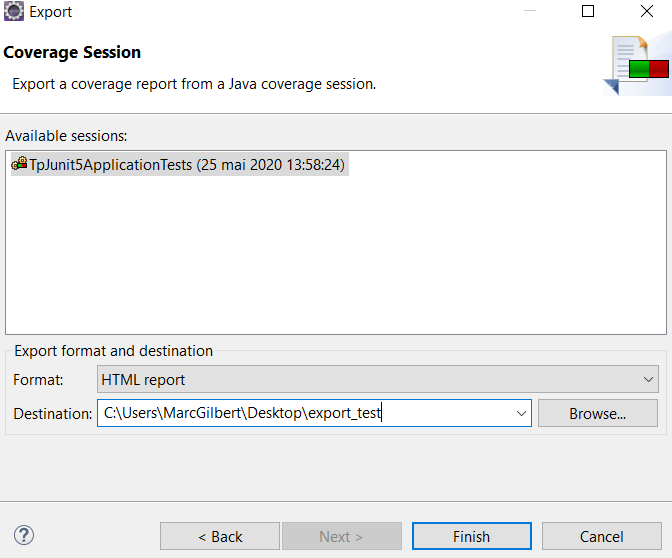 Export
Coverage Session
Export a coverage report from a Java coverage session.
Available sessions:
TpJunit5ApplicationTests (25 mai 2020 13:58:24)
Export format and destination
Format: HTML report
Destination: C:\Users\MarcGilbert\Desktop\export_test Browse...
? < Back Next > Finish Cancel